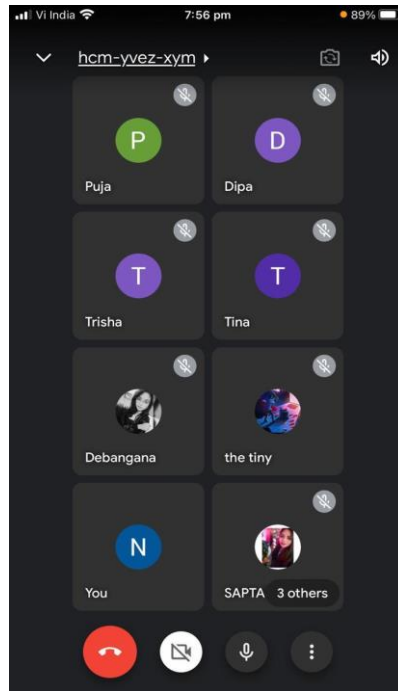 Vi India 7:56 pm 89%
hcm-yvez-xym
P D
Puja Dipa
T T
Trisha Tina
Debangana the tiny
N
You SAPTA 3 others